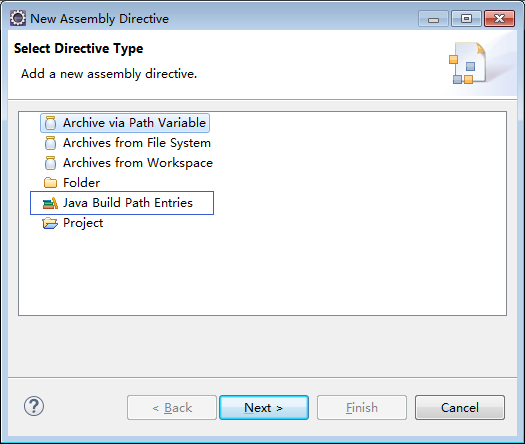 New Assembly Directive
Select Directive Type
Add a new assembly directive.
Archive via Path Variable
Archives from File System
Archives from Workspace
Folder
Java Build Path Entries
Project
?
< Back
Next >
Finish
Cancel